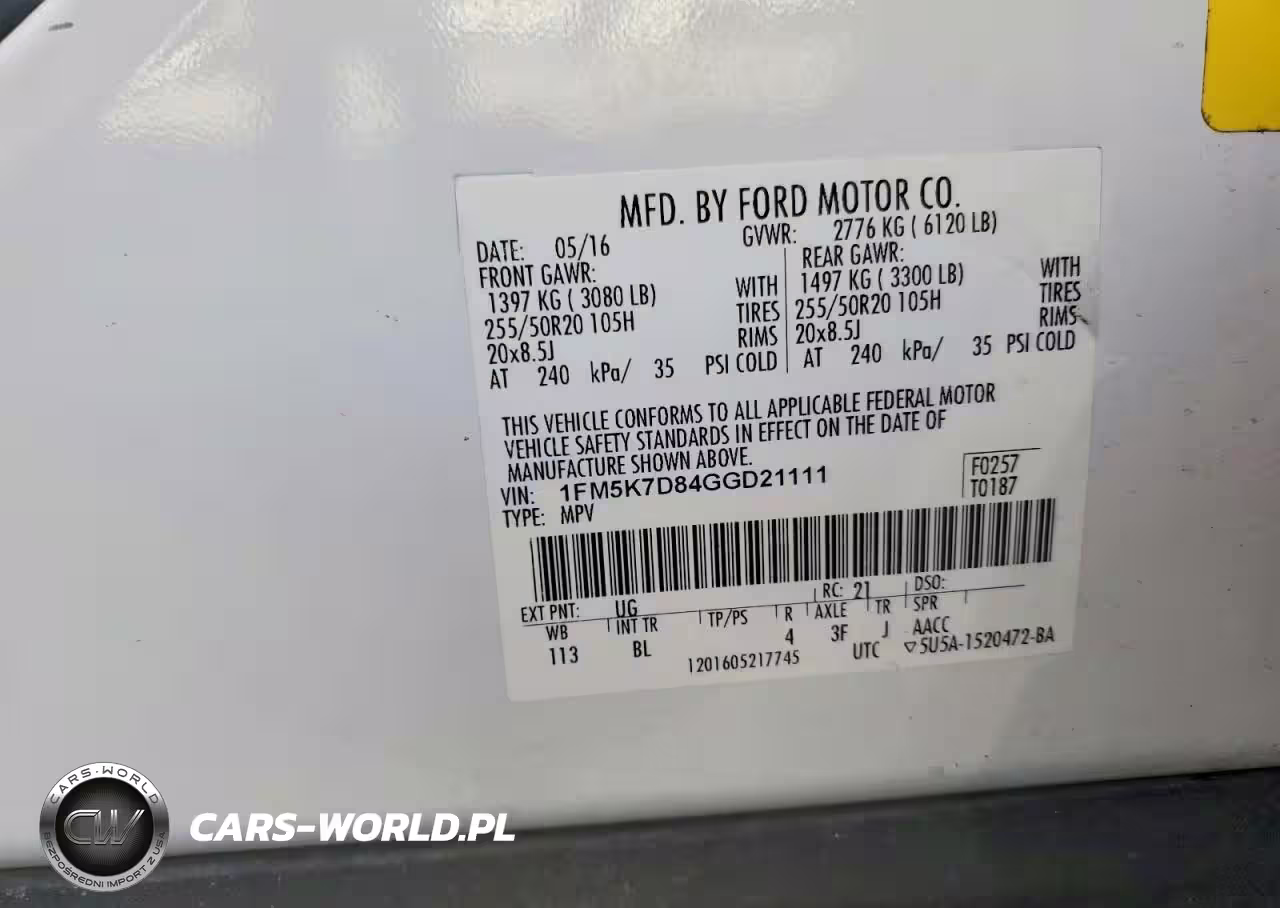 MFD. BY FORD MOTOR CO.
DATE: 05/16 GVWR: 2776 KG ( 6120 LB)
FRONT GAWR: REAR GAWR:
1397 KG ( 3080 LB) WITH 1497 KG ( 3300 LB) WITH
255/50R20 105H TIRES 255/50R20 105H TIRES
20x8.5J RIMS 20x8.5J RIMS
AT 240 kPa/ 35 PSI COLD AT 240 kPa/ 35 PSI COLD
THIS VEHICLE CONFORMS TO ALL APPLICABLE FEDERAL MOTOR
VEHICLE SAFETY STANDARDS IN EFFECT ON THE DATE OF
MANUFACTURE SHOWN ABOVE.
VIN: 1FM5K7D84GGD21111 F0257
TYPE: MPV T0187
EXT PNT: UG RC: 21 DSO:
WB INT TR TP/PS R AXLE TR SPR
113 BL 4 3F J AACC
1201605217745 UTC ▽5U5A-1520472-BA
CARS-WORLD
CW
BEZPOŚREDNI IMPORT Z USA
CARS-WORLD.PL